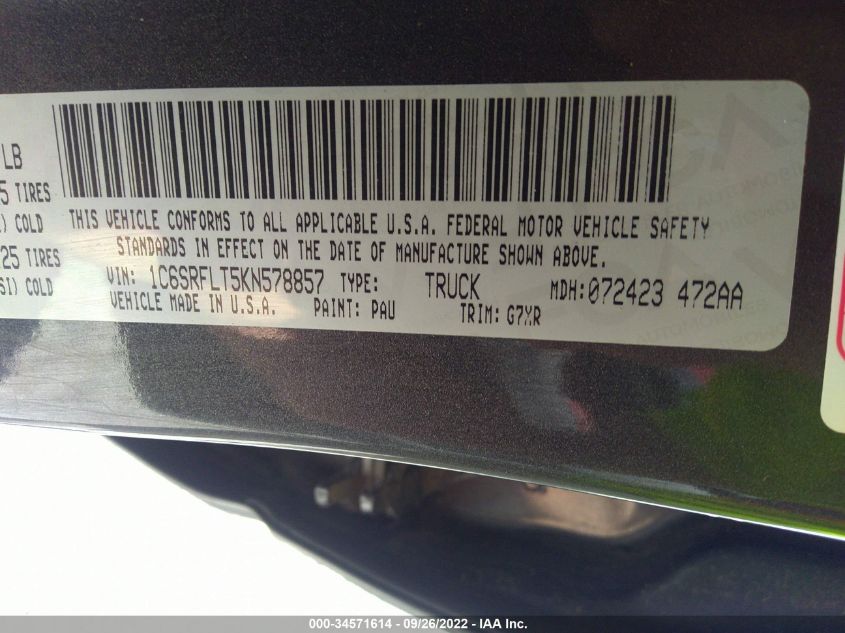 LB
5 TIRES
) COLD
25 TIRES
SI) COLD
THIS VEHICLE CONFORMS TO ALL APPLICABLE U.S.A. FEDERAL MOTOR VEHICLE SAFETY
STANDARDS IN EFFECT ON THE DATE OF MANUFACTURE SHOWN ABOVE.
VIN: 1C6SRFLT5KN578857 TYPE: TRUCK MDH: 072423 472AA
VEHICLE MADE IN U.S.A. PAINT: PAU TRIM: G7XR
000-34571614 - 09/26/2022 - IAA Inc.